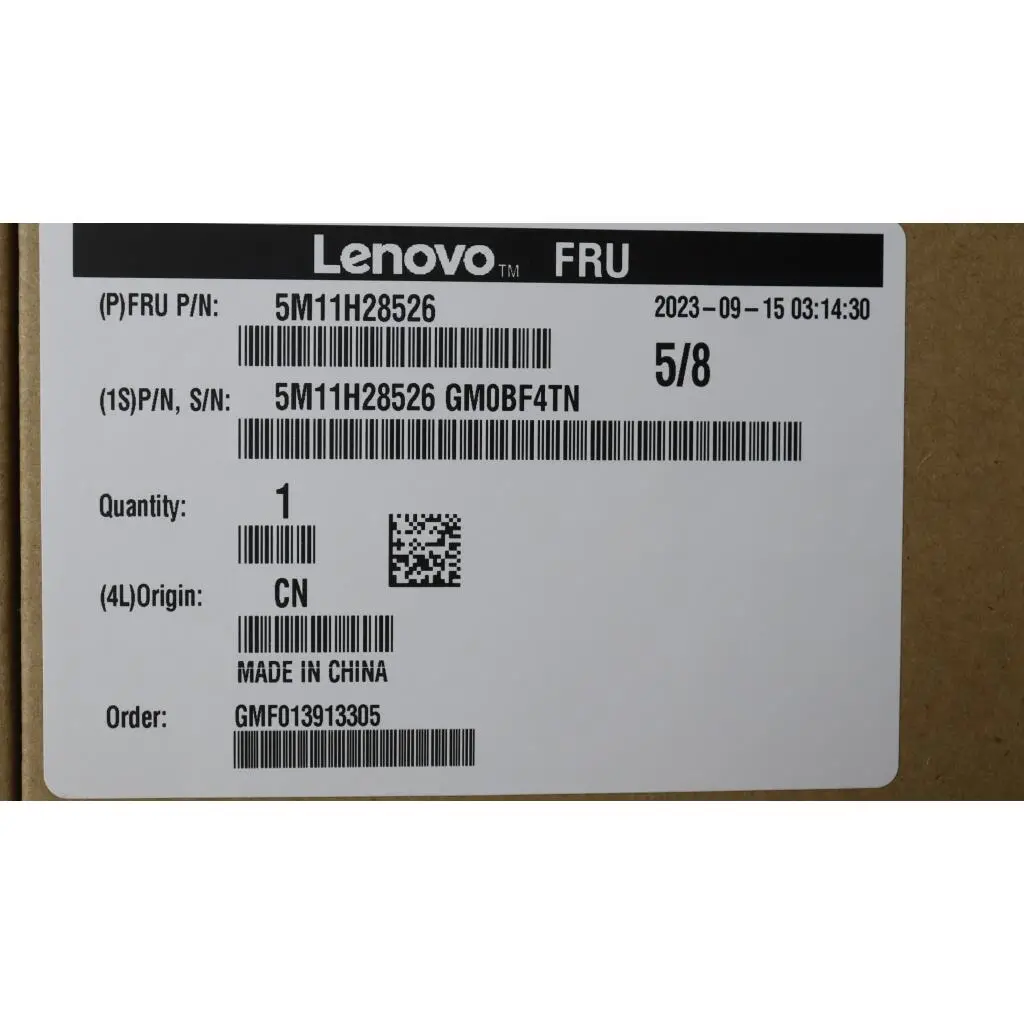 Lenovo™ FRU
(P)FRU P/N: 5M11H28526 2023-09-15 03:14:30
5/8
(1S)P/N, S/N: 5M11H28526 GM0BF4TN
Quantity: 1
(4L)Origin: CN
MADE IN CHINA
Order: GMF013913305